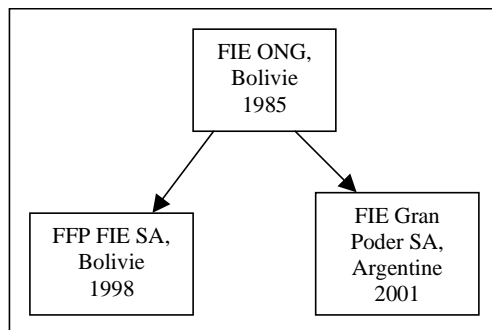 FIE ONG,
Bolivie
1985
FFP FIE SA,
Bolivie
1998
FIE Gran
Poder SA,
Argentine
2001